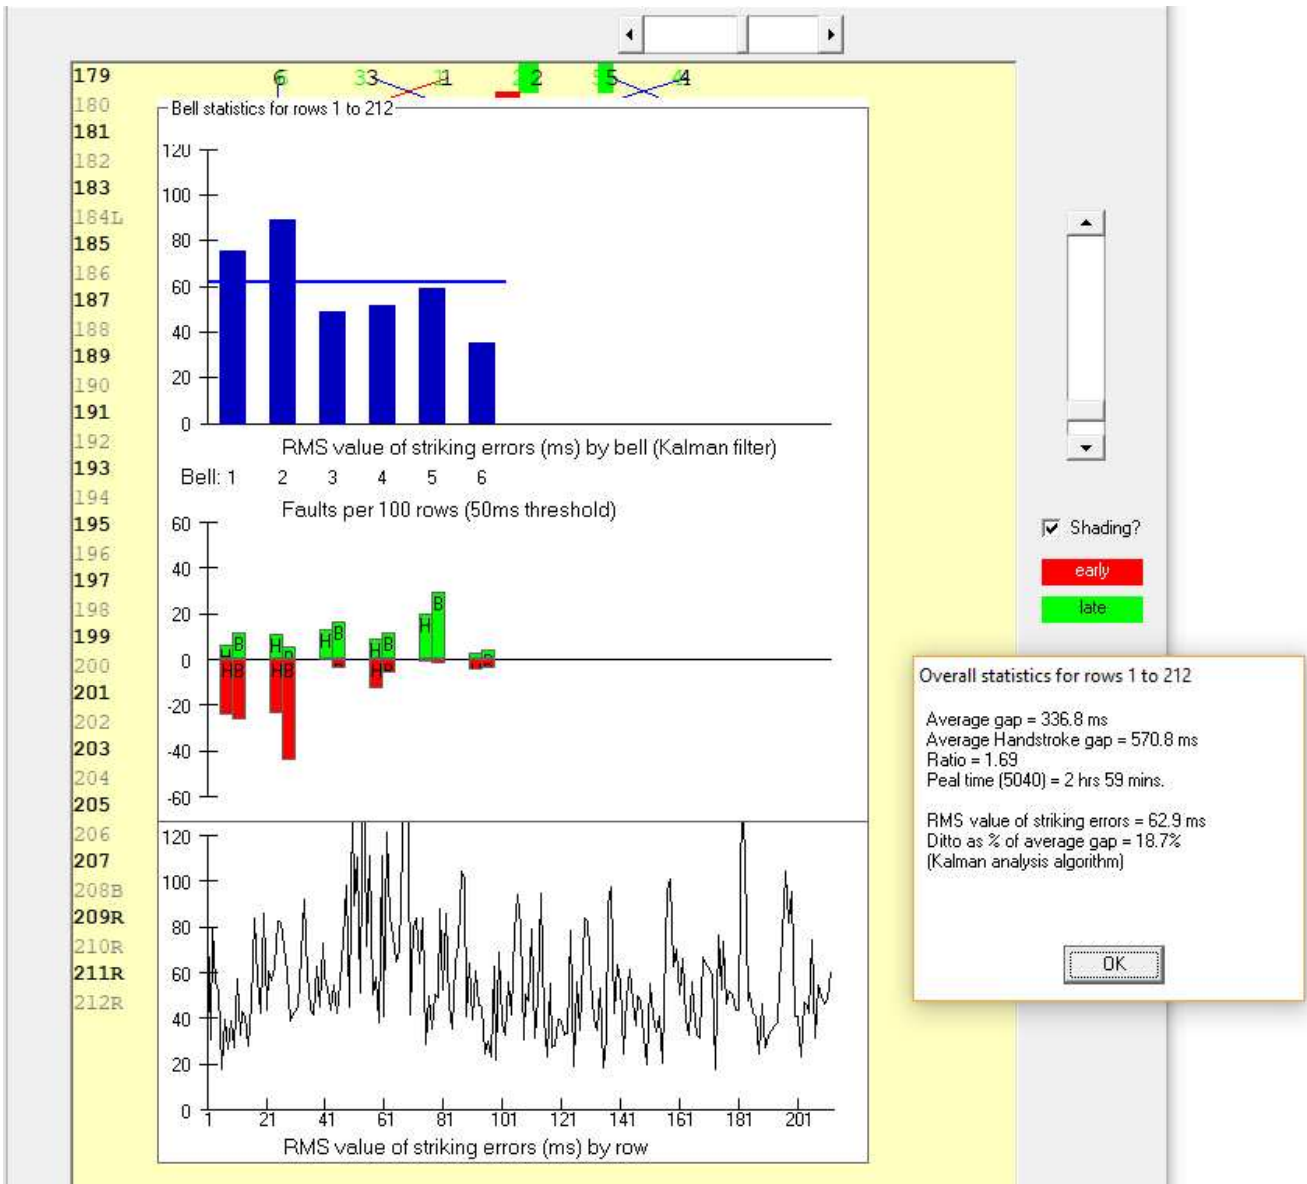 179 6 3 1 2 5 4
180
181
182
183
184L
185
186
187
188
189
190
191
192
193
194
195
196
197
198
199
200
201
202
203
204
205
206
207
208B
209R
210R
211R
212R
Bell statistics for rows 1 to 212
120
100
80
60
40
20
0
RMS value of striking errors (ms) by bell (Kalman filter)
Bell: 1 2 3 4 5 6
Faults per 100 rows (50ms threshold)
60
40
20
0
-20
-40
-60
H B H B H B H B H B
H B H B H
120
100
80
60
40
20
0
1 21 41 61 81 101 121 141 161 181 201
RMS value of striking errors (ms) by row
Shading?
early
late
Overall statistics for rows 1 to 212
Average gap = 336.8 ms
Average Handstroke gap = 570.8 ms
Ratio = 1.69
Peal time (5040) = 2 hrs 59 mins.
RMS value of striking errors = 62.9 ms
Ditto as % of average gap = 18.7%
(Kalman analysis algorithm)
OK